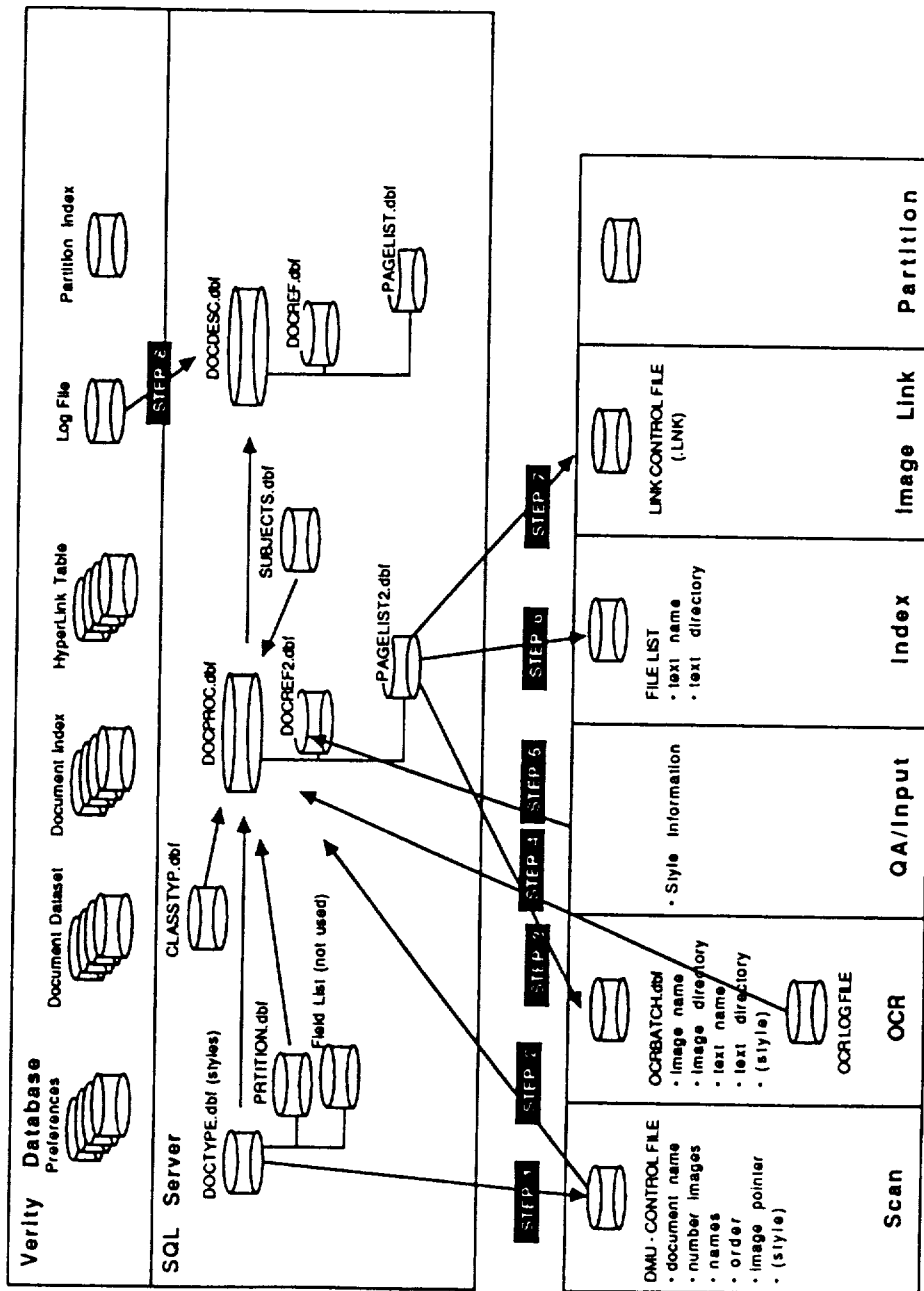 Verity Database
Preferences
Document Dataset
Document Index
HyperLink Table
Log File
Partition Index
SQL Server
DOCTYPE.dbf (styles)
PRTITION.dbf
Field List (not used)
CLASSTYP.dbf
DOCPROC.dbf
DOCREF2.dbf
PAGELIST2.dbf
SUBJECTS.dbf
DOCDESC.dbf
DOCREF.dbf
PAGELIST.dbf
STEP 1
STEP 2
STEP 4
STEP 5
STEP 6
STEP 7
DMU - CONTROL FILE
• document name
• number images
• names
• order
• image pointer
• (style)
Scan
OCRBATCH.dbf
• image name
• image directory
• text name
• text directory
• (style)
OCR LOG FILE
OCR
• Style Information
QA/Input
FILE LIST
• text name
• text directory
Index
LINK CONTROL FILE
(.LNK)
Image Link
Partition